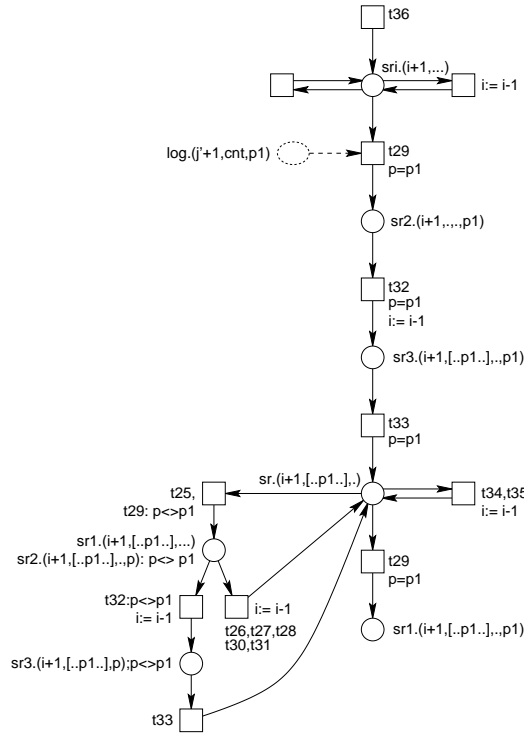 t36
sri.(i+1,...)
i:= i-1
log.(j'+1,cnt,p1)
t29
p=p1
sr2.(i+1,.,.,p1)
t32
p=p1
i:= i-1
sr3.(i+1,[..p1..],.,p1)
t33
p=p1
sr.(i+1,[..p1..],.)
t25,
t29: p<>p1
t34,t35
i:= i-1
sr1.(i+1,[..p1..],...)
sr2.(i+1,[..p1..],.,p): p<> p1
t29
p=p1
t32:p<>p1
i:= i-1
i:= i-1
t26,t27,t28
t30,t31
sr1.(i+1,[..p1..],.,p1)
sr3.(i+1,[..p1..],p);p<>p1
t33